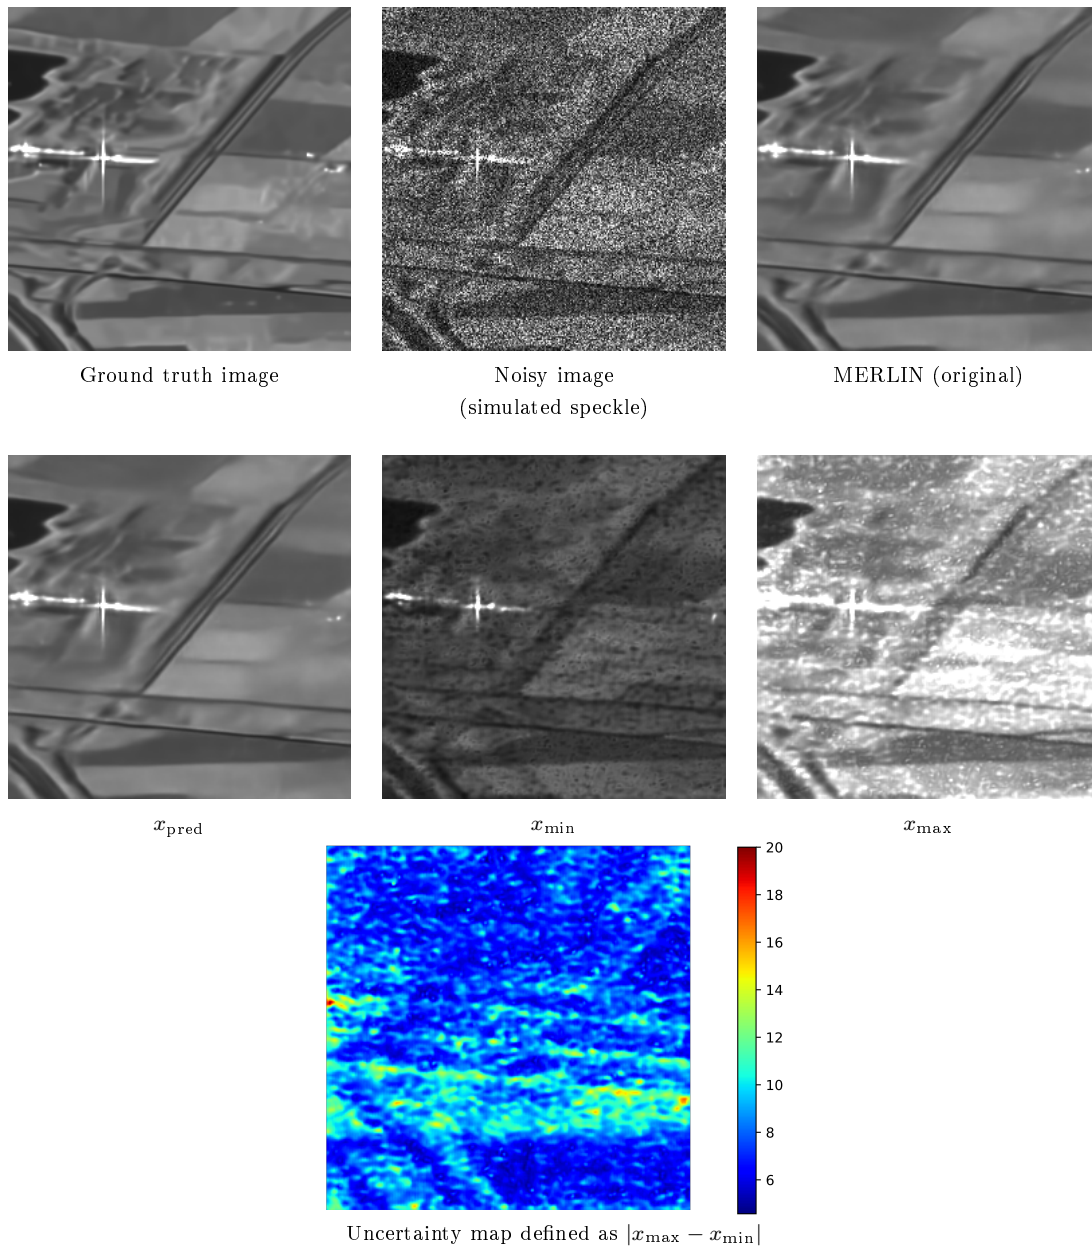 Ground truth image
Noisy image
(simulated speckle)
MERLIN (original)
x_pred
x_min
x_max
20
18
16
14
12
10
8
6
Uncertainty map defined as |x_max − x_min|